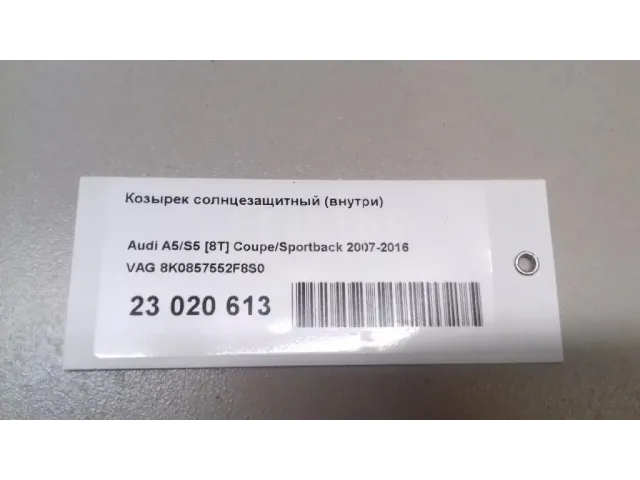 Козырек солнцезащитный (внутри)
Audi A5/S5 [8T] Coupe/Sportback 2007-2016
VAG 8K0857552F8S0
23 020 613